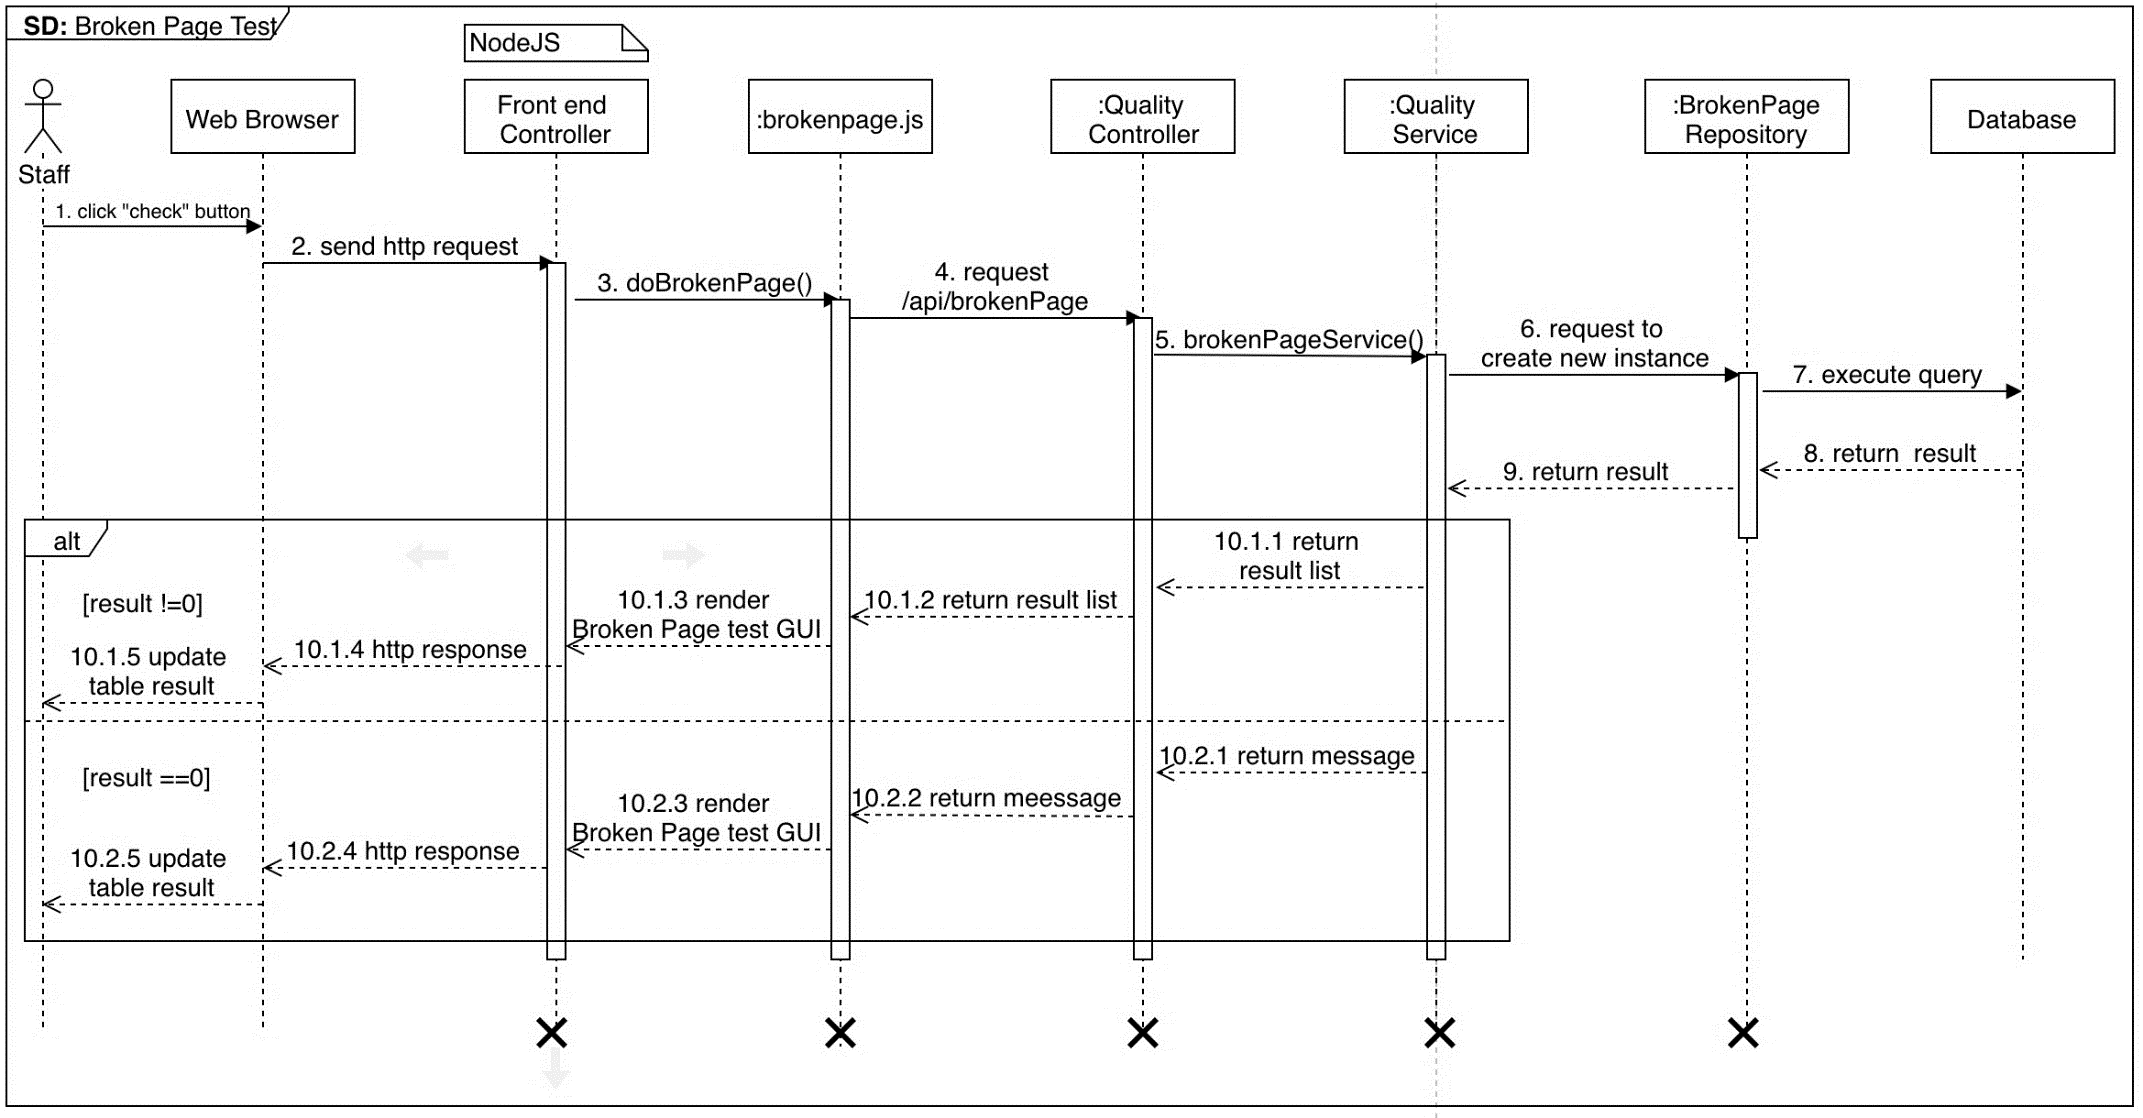 SD: Broken Page Test
NodeJS
Staff
Web Browser
Front end
Controller
:brokenpage.js
:Quality
Controller
:Quality
Service
:BrokenPage
Repository
Database
1. click "check" button
2. send http request
3. doBrokenPage()
4. request
/api/brokenPage
5. brokenPageService()
6. request to
create new instance
7. execute query
8. return  result
9. return result
alt
[result !=0]
10.1.1 return
result list
10.1.2 return result list
10.1.3 render
Broken Page test GUI
10.1.4 http response
10.1.5 update
table result
[result ==0]
10.2.1 return message
10.2.2 return meessage
10.2.3 render
Broken Page test GUI
10.2.4 http response
10.2.5 update
table result